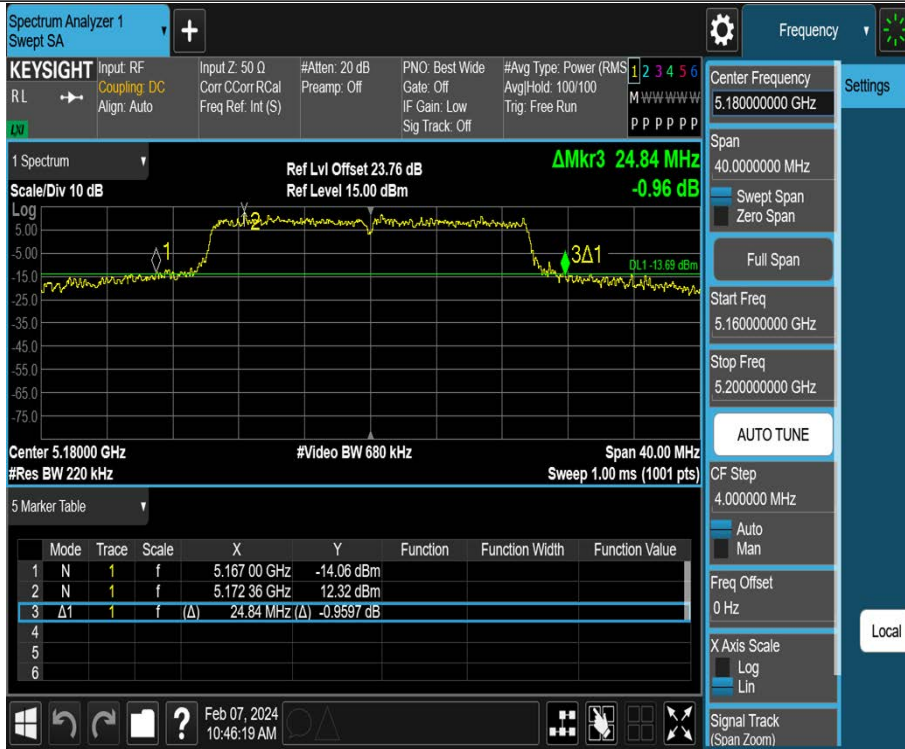 Spectrum Analyzer 1
Swept SA
+
Frequency
KEYSIGHT
RL
LXI
Input: RF
Coupling: DC
Align: Auto
Input Z: 50 Ω
Corr CCorr RCal
Freq Ref: Int (S)
#Atten: 20 dB
Preamp: Off
PNO: Best Wide
Gate: Off
IF Gain: Low
Sig Track: Off
#Avg Type: Power (RMS
Avg|Hold: 100/100
Trig: Free Run
1 2 3 4 5 6
M W W W W W
P P P P P P
1 Spectrum
Scale/Div 10 dB
Ref Lvl Offset 23.76 dB
Ref Level 15.00 dBm
ΔMkr3 24.84 MHz
-0.96 dB
Log
5.00
-5.00
-15.0
-25.0
-35.0
-45.0
-55.0
-65.0
-75.0
1
2
3Δ1
DL1 -13.69 dBm
Center 5.18000 GHz
#Res BW 220 kHz
#Video BW 680 kHz
Span 40.00 MHz
Sweep 1.00 ms (1001 pts)
5 Marker Table
Mode Trace Scale X Y Function Function Width Function Value
1 N 1 f 5.167 00 GHz -14.06 dBm
2 N 1 f 5.172 36 GHz 12.32 dBm
3 Δ1 1 f (Δ) 24.84 MHz (Δ) -0.9597 dB
4
5
6
?
Feb 07, 2024
10:46:19 AM
Center Frequency
5.180000000 GHz
Span
40.0000000 MHz
Swept Span
Zero Span
Full Span
Start Freq
5.160000000 GHz
Stop Freq
5.200000000 GHz
AUTO TUNE
CF Step
4.000000 MHz
Auto
Man
Freq Offset
0 Hz
X Axis Scale
Log
Lin
Signal Track
(Span Zoom)
Settings
Local